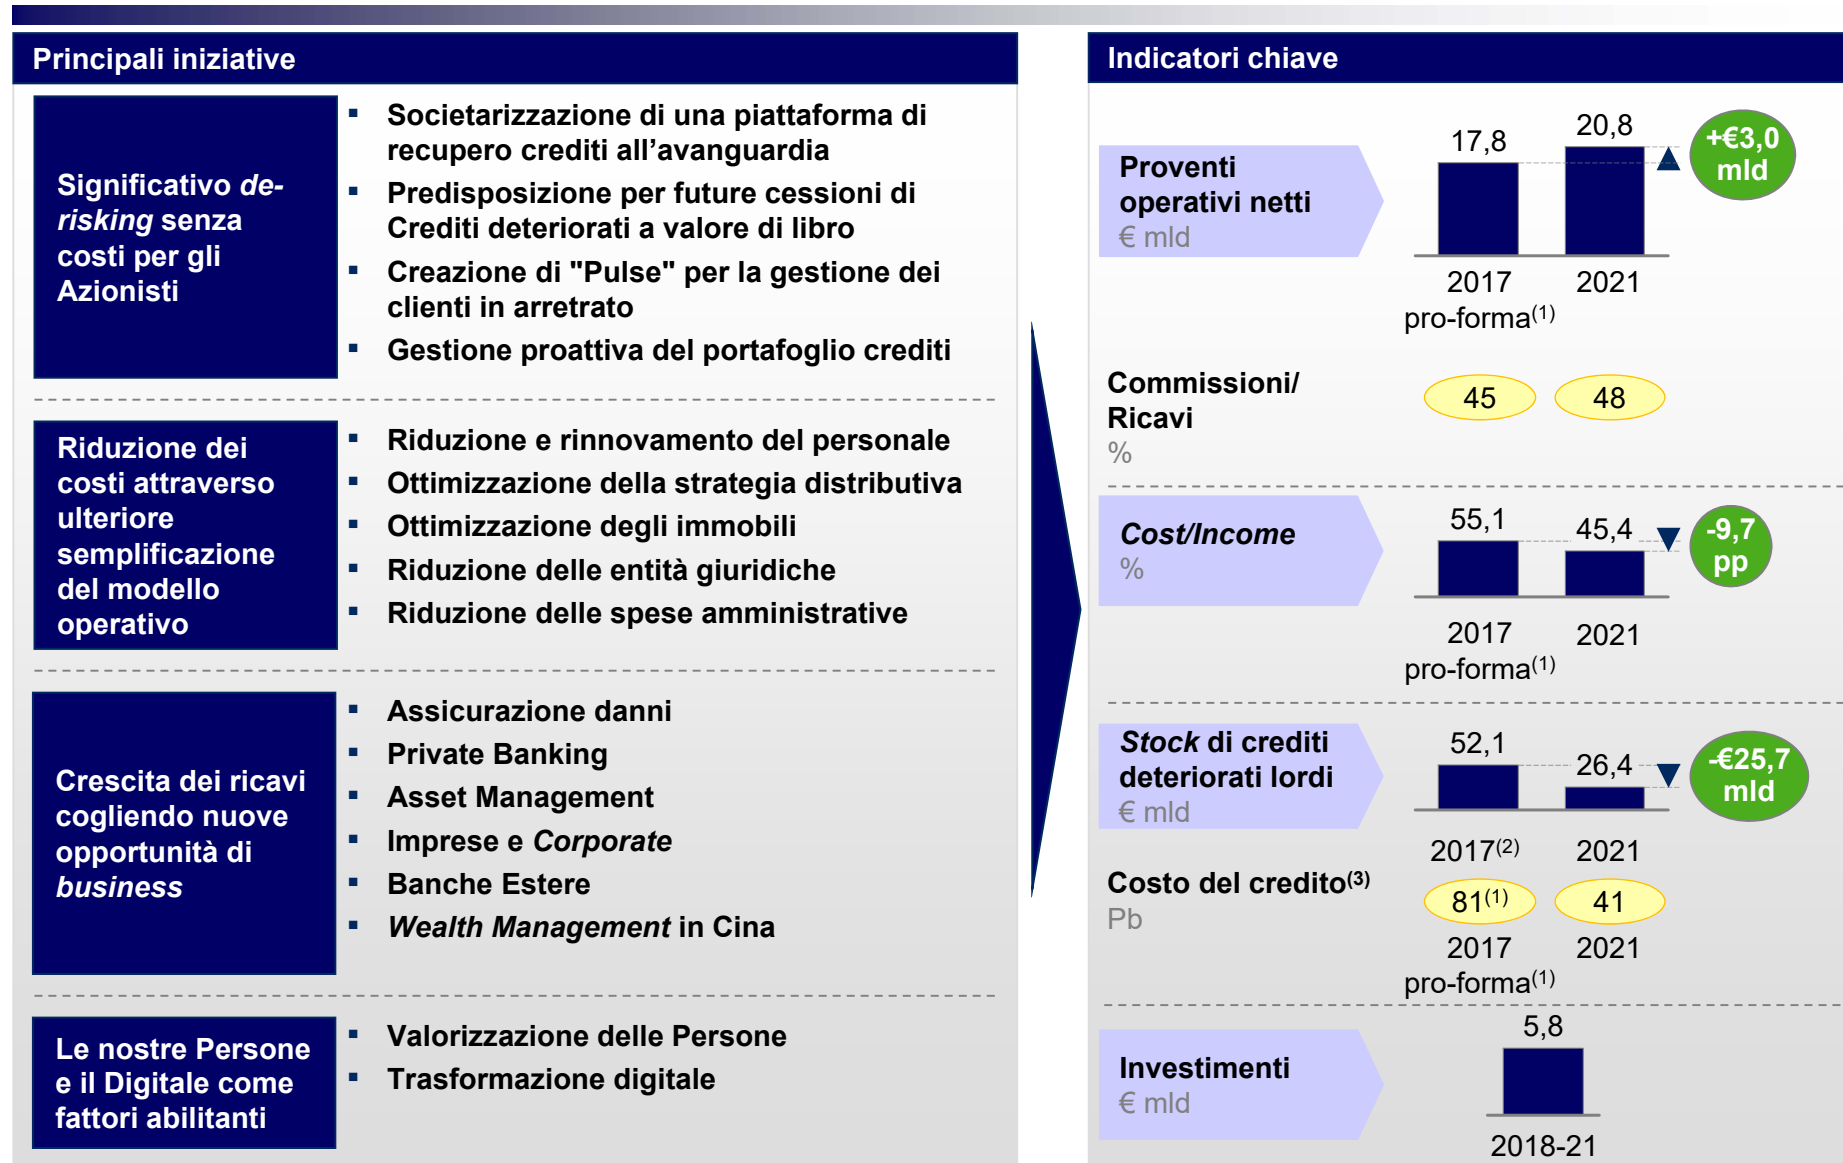 Principali iniziative
Significativo de-
risking senza
costi per gli
Azionisti
▪ Societarizzazione di una piattaforma di
recupero crediti all’avanguardia
▪ Predisposizione per future cessioni di
Crediti deteriorati a valore di libro
▪ Creazione di "Pulse" per la gestione dei
clienti in arretrato
▪ Gestione proattiva del portafoglio crediti
Riduzione dei
costi attraverso
ulteriore
semplificazione
del modello
operativo
▪ Riduzione e rinnovamento del personale
▪ Ottimizzazione della strategia distributiva
▪ Ottimizzazione degli immobili
▪ Riduzione delle entità giuridiche
▪ Riduzione delle spese amministrative
Crescita dei ricavi
cogliendo nuove
opportunità di
business
▪ Assicurazione danni
▪ Private Banking
▪ Asset Management
▪ Imprese e Corporate
▪ Banche Estere
▪ Wealth Management in Cina
Le nostre Persone
e il Digitale come
fattori abilitanti
▪ Valorizzazione delle Persone
▪ Trasformazione digitale
Indicatori chiave
Proventi
operativi netti
€ mld
17,8 20,8
+€3,0
mld
2017 2021
pro-forma(1)
Commissioni/
Ricavi
%
45 48
Cost/Income
%
55,1 45,4
-9,7
pp
2017 2021
pro-forma(1)
Stock di crediti
deteriorati lordi
€ mld
52,1 26,4
-€25,7
mld
2017(2) 2021
Costo del credito(3)
Pb
81(1) 41
2017 2021
pro-forma(1)
Investimenti
€ mld
5,8
2018-21